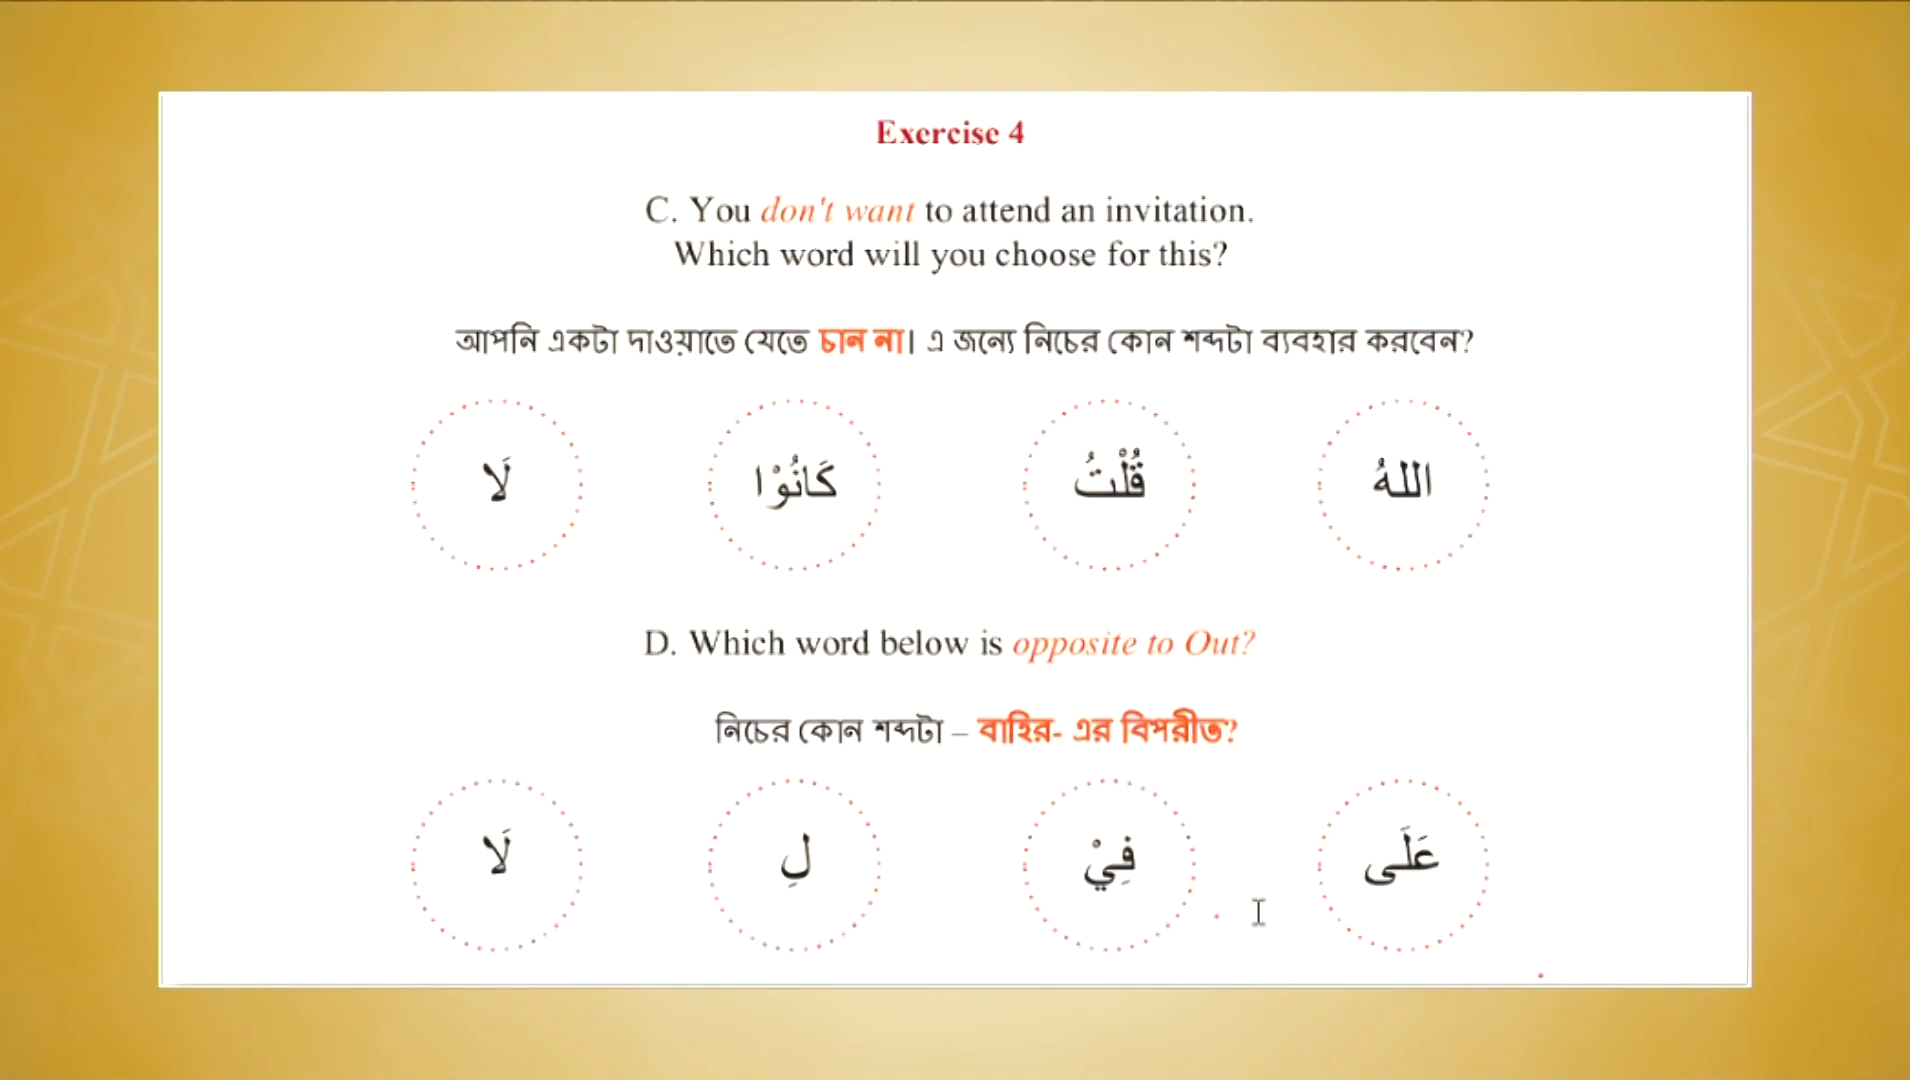 Exercise 4
C. You don't want to attend an invitation.
Which word will you choose for this?
আপনি একটা দাওয়াতে যেতে চান না। এ জন্যে নিচের কোন শব্দটা ব্যবহার করবেন?
لَا كَانُوْا قُلْتُ اللهُ
D. Which word below is opposite to Out?
নিচের কোন শব্দটা – বাহির- এর বিপরীত?
لَا لِ فِيْ عَلَى